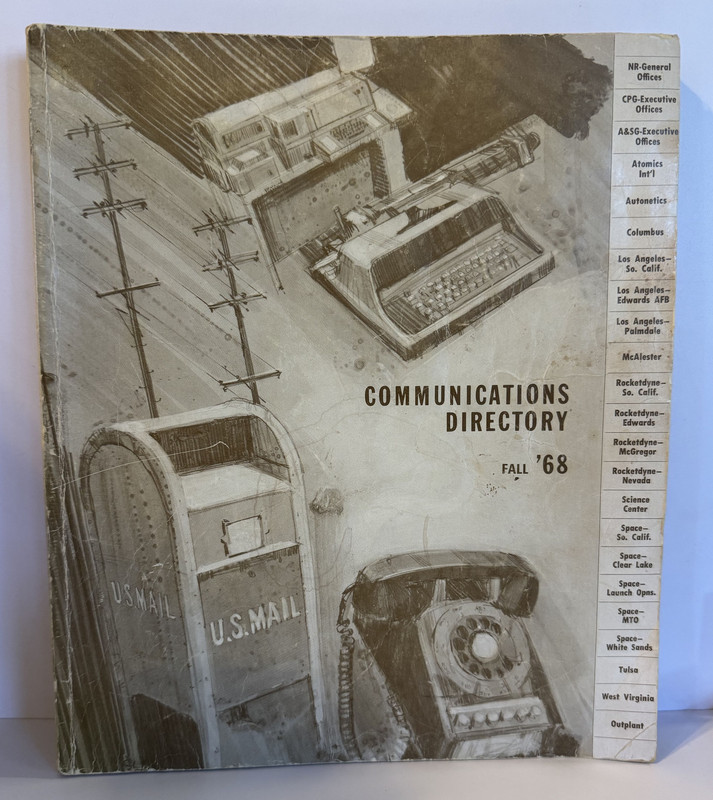 COMMUNICATIONS
DIRECTORY
FALL '68
U.S. MAIL
U.S. MAIL
NR-General
Offices
CPG-Executive
Offices
A&SG-Executive
Offices
Atomics
Int'l
Autonetics
Columbus
Los Angeles–
So. Calif.
Los Angeles–
Edwards AFB
Los Angeles–
Palmdale
McAlester
Rocketdyne–
So. Calif.
Rocketdyne–
Edwards
Rocketdyne–
McGregor
Rocketdyne–
Nevada
Science
Center
Space–
So. Calif.
Space–
Clear Lake
Space–
Launch Opns.
Space–
MTO
Space–
White Sands
Tulsa
West Virginia
Outplant